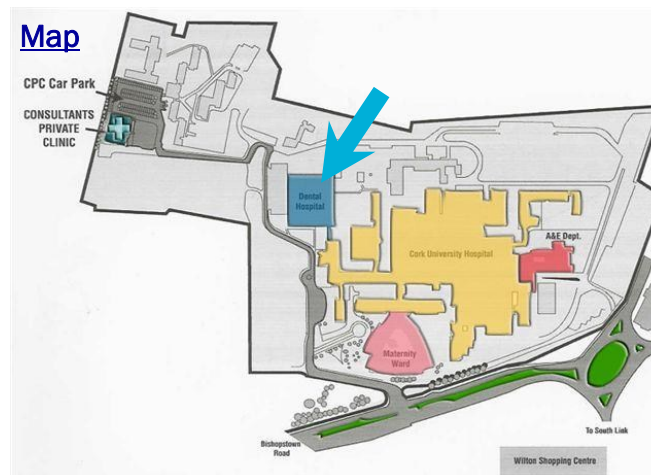 Map
CPC Car Park
CONSULTANTS
PRIVATE
CLINIC
Dental
Hospital
A&E Dept.
Cork University Hospital
Maternity
Ward
Bishopstown
Road
To South Link
Wilton Shopping Centre